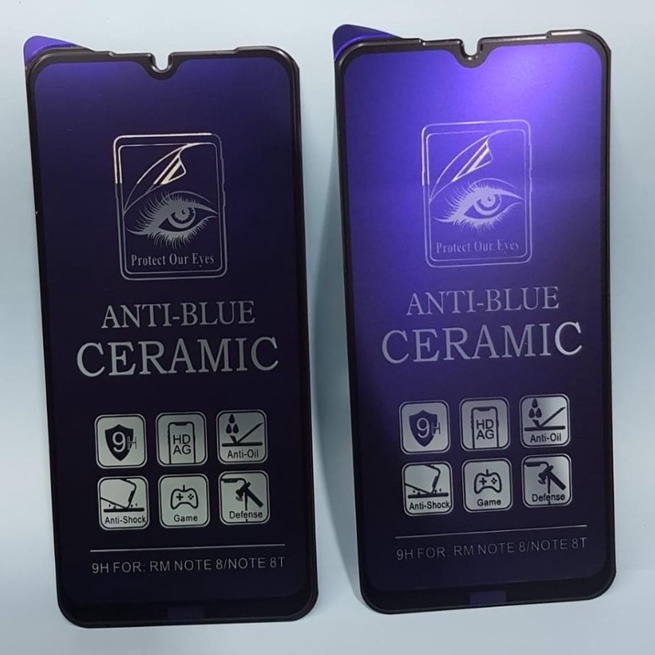 Protect Our Eyes
ANTI-BLUE
CERAMIC
9H
HD
AG
Anti-Oil
Anti-Shock
Game
Defense
9H FOR: RM NOTE 8/NOTE 8T
Protect Our Eyes
ANTI-BLUE
CERAMIC
9H
HD
AG
Anti-Oil
Anti-Shock
Game
Defense
9H FOR: RM NOTE 8/NOTE 8T